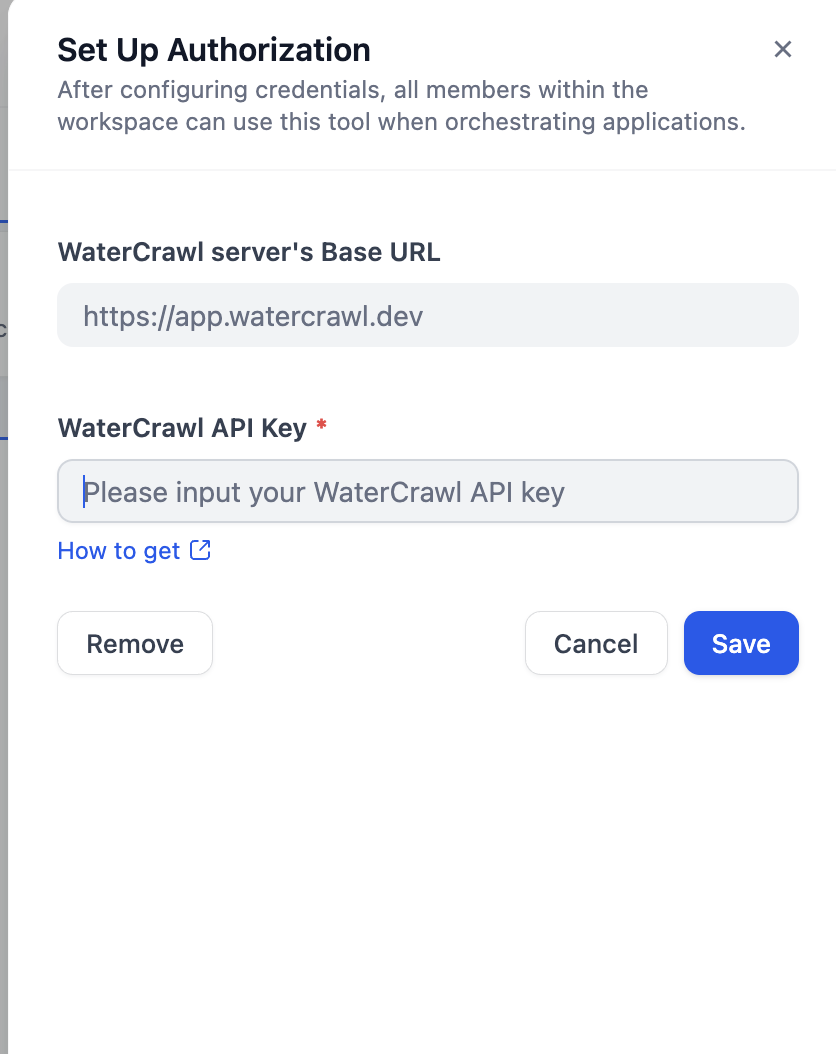 Set Up Authorization
After configuring credentials, all members within the
workspace can use this tool when orchestrating applications.
WaterCrawl server's Base URL
https://app.watercrawl.dev
WaterCrawl API Key *
Please input your WaterCrawl API key
How to get
Remove
Cancel
Save